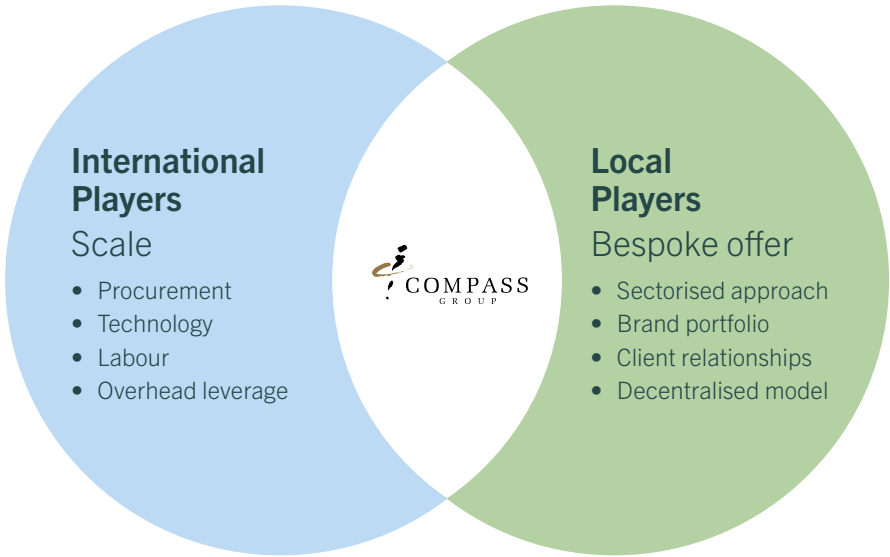 International
Players
Scale
• Procurement
• Technology
• Labour
• Overhead leverage
COMPASS
GROUP
Local
Players
Bespoke offer
• Sectorised approach
• Brand portfolio
• Client relationships
• Decentralised model